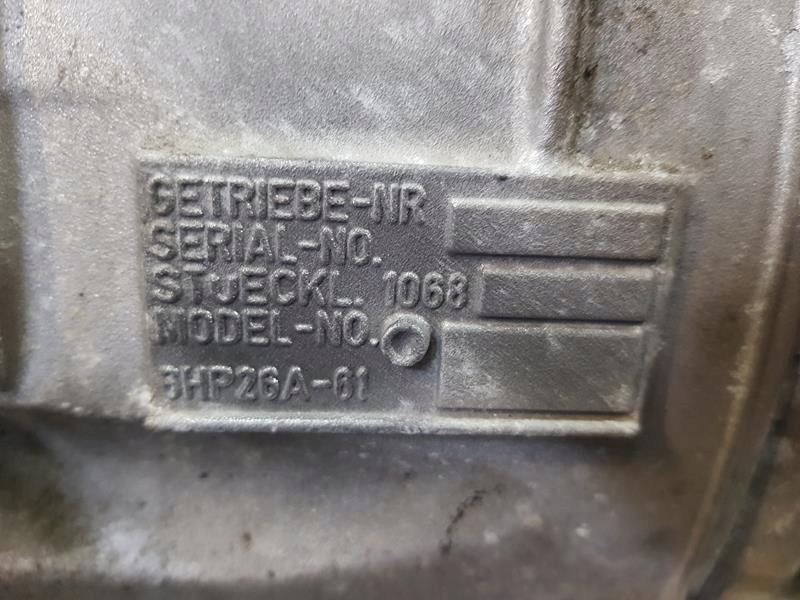 GETRIEBE-NR
SERIAL-NO.
STUECKL. 1068
MODEL-NO.
6HP26A-61